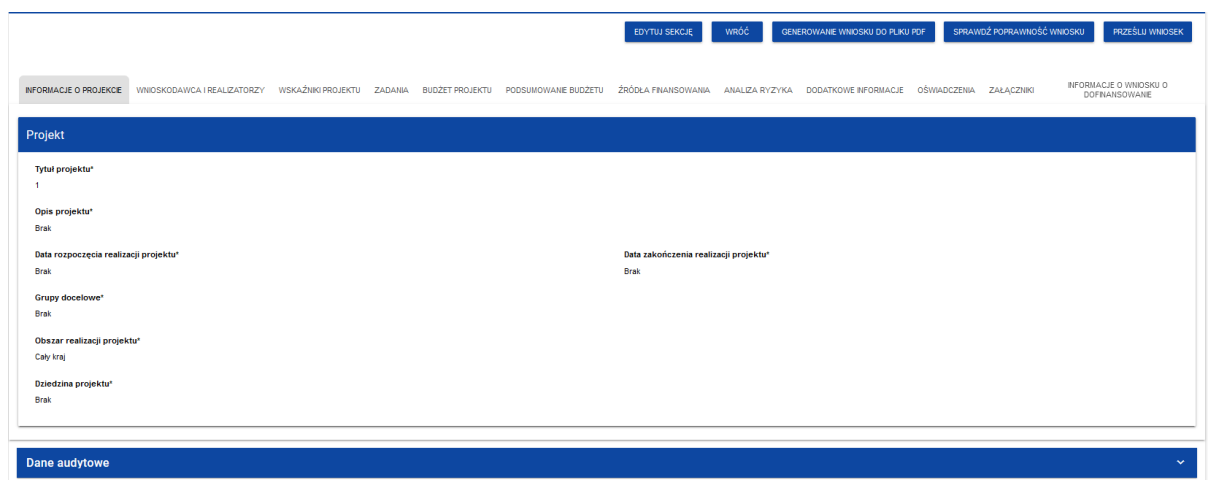 EDYTUJ SEKCJĘ WRÓĆ GENEROWANIE WNIOSKU DO PLIKU PDF SPRAWDŹ POPRAWNOŚĆ WNIOSKU PRZEŚLIJ WNIOSEK
INFORMACJE O PROJEKCIE WNIOSKODAWCA I REALIZATORZY WSKAŹNIKI PROJEKTU ZADANIA BUDŻET PROJEKTU PODSUMOWANIE BUDŻETU ŹRÓDŁA FINANSOWANIA ANALIZA RYZYKA DODATKOWE INFORMACJE OŚWIADCZENIA ZAŁĄCZNIKI INFORMACJE O WNIOSKU O
DOFINANSOWANIE
Projekt
Tytuł projektu*
1
Opis projektu*
Brak
Data rozpoczęcia realizacji projektu* Data zakończenia realizacji projektu*
Brak Brak
Grupy docelowe*
Brak
Obszar realizacji projektu*
Cały kraj
Dziedzina projektu*
Brak
Dane audytowe